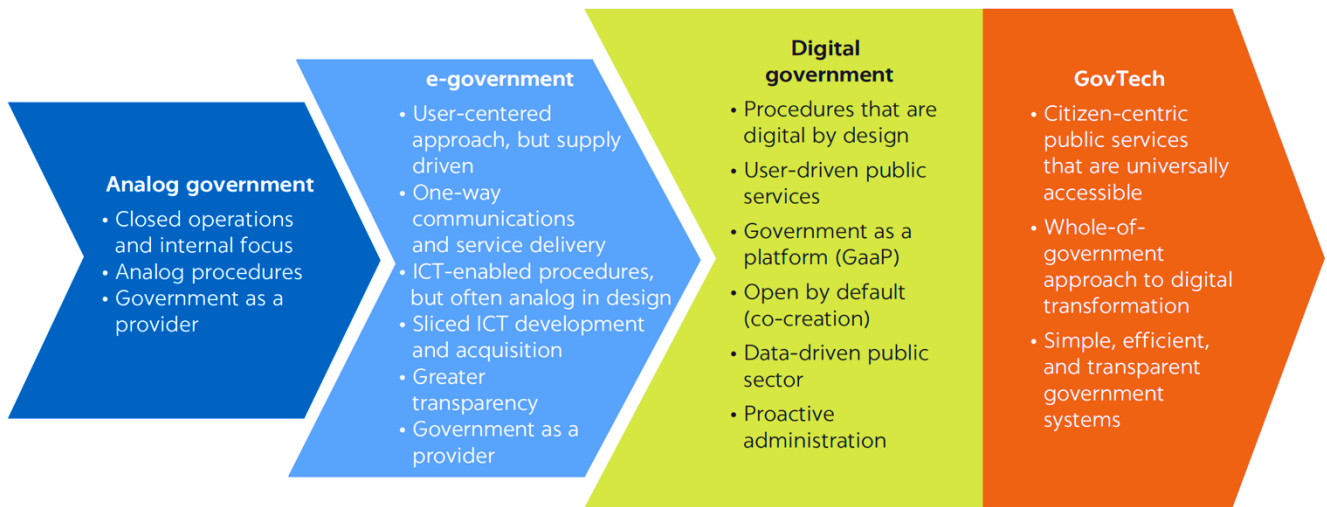 Analog government
• Closed operations
and internal focus
• Analog procedures
• Government as a
provider
e-government
• User-centered
approach, but supply
driven
• One-way
communications
and service delivery
• ICT-enabled procedures,
but often analog in design
• Sliced ICT development
and acquisition
• Greater
transparency
• Government as a
provider
Digital
government
• Procedures that are
digital by design
• User-driven public
services
• Government as a
platform (GaaP)
• Open by default
(co-creation)
• Data-driven public
sector
• Proactive
administration
GovTech
• Citizen-centric
public services
that are universally
accessible
• Whole-of-
government
approach to digital
transformation
• Simple, efficient,
and transparent
government
systems